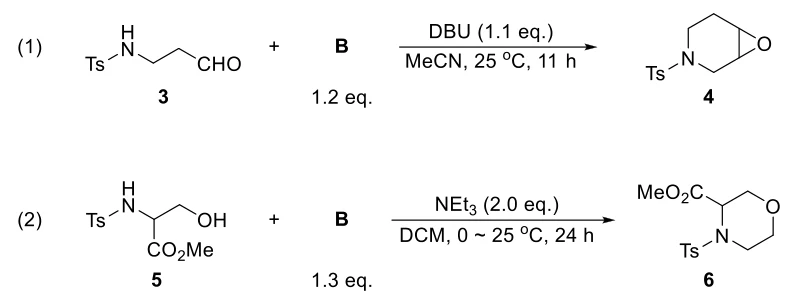 (1) H N Ts CHO 3 + B 1.2 eq. DBU (1.1 eq.) MeCN, 25 °C, 11 h N Ts O 4
(2) H N Ts OH CO₂Me 5 + B 1.3 eq. NEt₃ (2.0 eq.) DCM, 0 ~ 25 °C, 24 h MeO₂C O N Ts 6